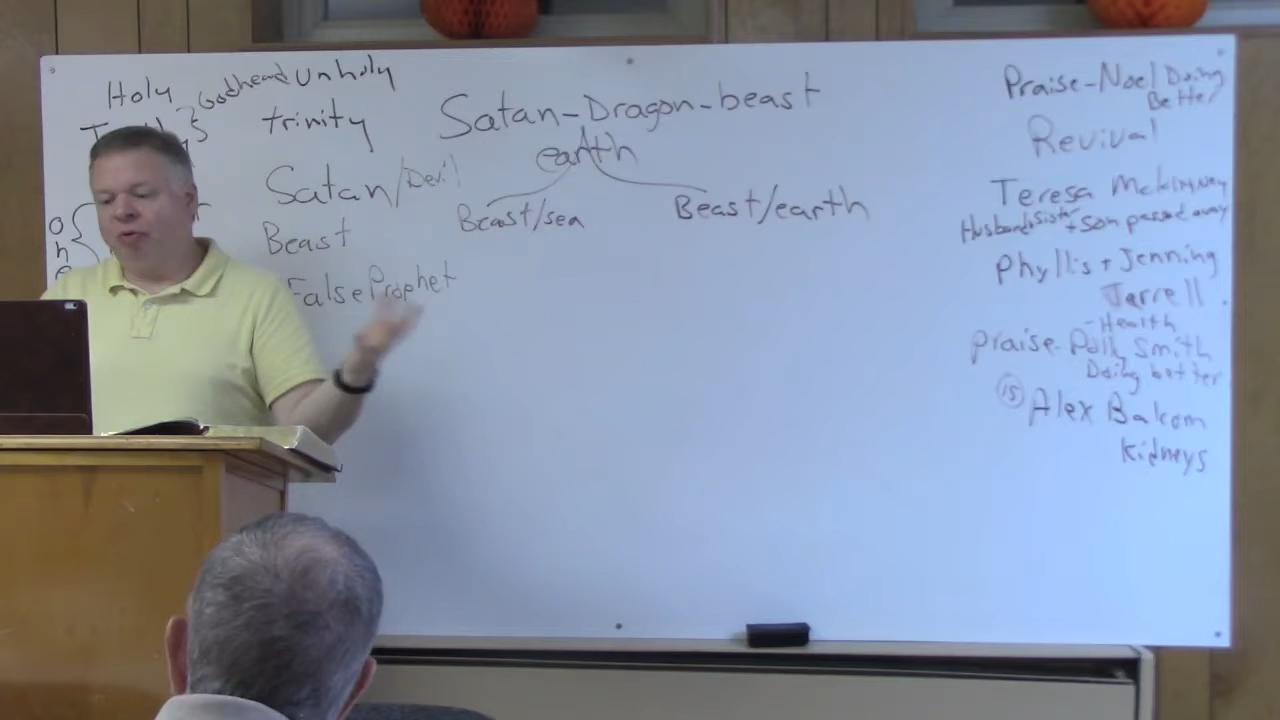 Holy
Godhead
unholy
trinity
Satan/Devil
Beast
False Prophet
o
n
e
Satan-Dragon-beast
earth
Beast/sea
Beast/earth
Praise-Noel Doing
Better
Revival
Teresa McKinney
Husband sister + son passed away
Phyllis + Jenning
Jarrell
-Health
Praise-Polly Smith
Doing better
15 Alex Bakom
kidneys